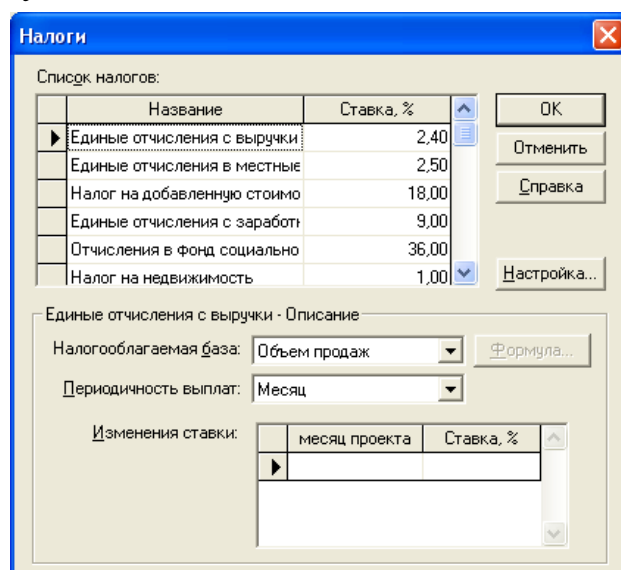 Налоги
Список налогов:
Название Ставка, % OK
Единые отчисления с выручки 2,40
Отменить
Единые отчисления в местные 2,50
Справка
Налог на добавленную стоимо 18,00
Единые отчисления с заработн 9,00
Отчисления в фонд социально 36,00
Налог на недвижимость 1,00 Настройка...
Единые отчисления с выручки - Описание
Налогооблагаемая база: Объем продаж Формула...
Периодичность выплат: Месяц
Изменения ставки: месяц проекта Ставка, %